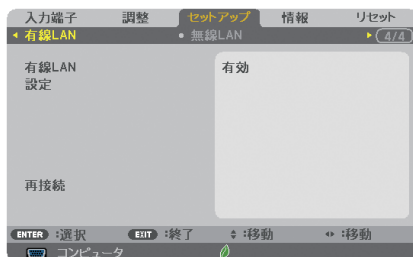 入力端子 調整 セットアップ 情報 リセット
有線LAN ● 無線LAN 4/4
有線LAN 有効
設定
再接続
ENTER :選択 EXIT :終了 :移動 :移動
コンピュータ